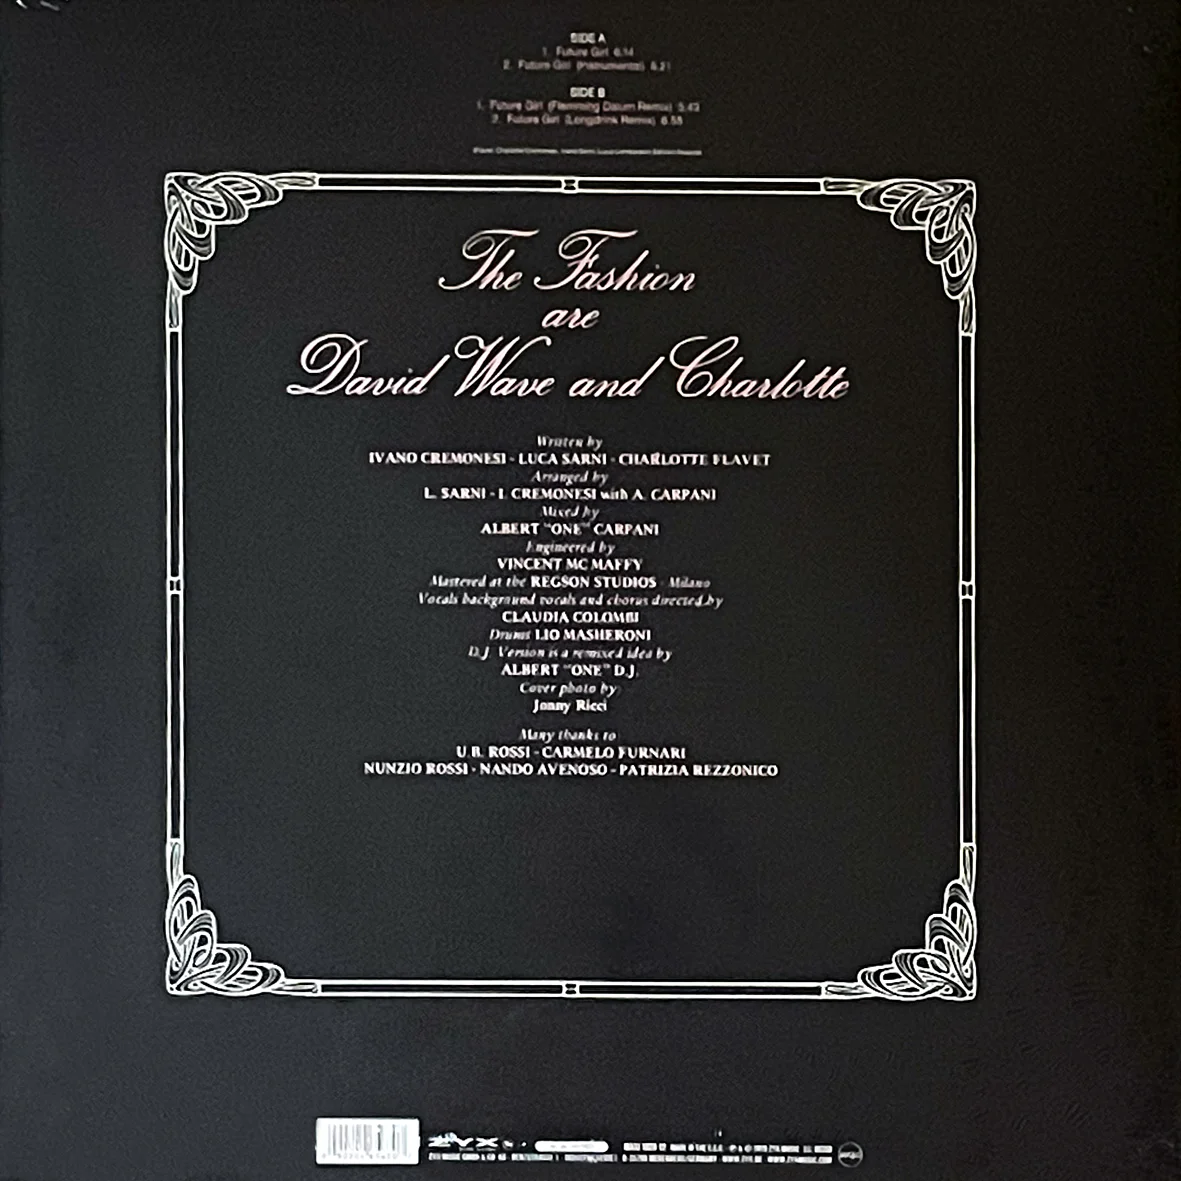 SIDE A
1. Future Girl 6.14
2. Future Girl (Instrumental) 6.21
SIDE B
1. Future Girl (Flemming Dalum Remix) 5.43
2. Future Girl (Longdrink Remix) 6.55
The Fashion
are
David Wave and Charlotte
Written by
IVANO CREMONESI - LUCA SARNI - CHARLOTTE FLAVET
Arranged by
L. SARNI - I. CREMONESI with A. CARPANI
Mixed by
ALBERT "ONE" CARPANI
Engineered by
VINCENT MC MAFFY
Mastered at the REGSON STUDIOS - Milano
Vocals background vocals and chorus directed by
CLAUDIA COLOMBI
Drums LIO MASHERONI
D.J. Version is a remixed idea by
ALBERT "ONE" D.J.
Cover photo by
Jonny Ricci
Many thanks to
U.B. ROSSI - CARMELO FURNARI
NUNZIO ROSSI - NANDO AVENOSO - PATRIZIA REZZONICO
ZYX